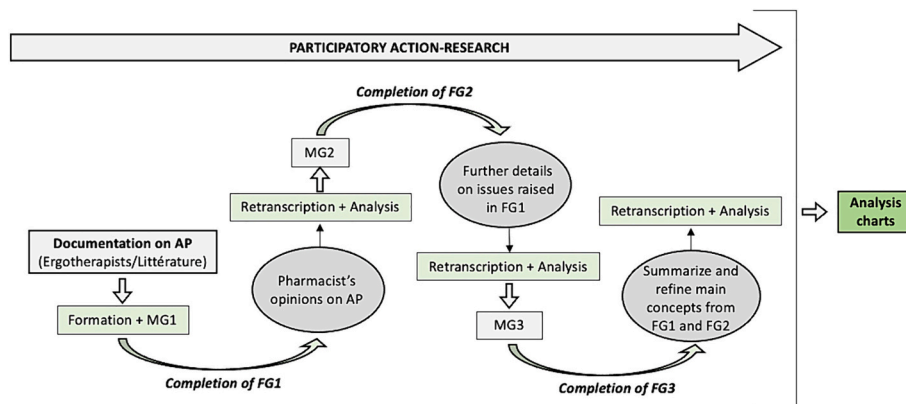 PARTICIPATORY ACTION-RESEARCH
Documentation on AP
(Ergotherapists/Littérature)
Formation + MG1
Completion of FG1
Pharmacist's
opinions on AP
Retranscription + Analysis
MG2
Completion of FG2
Further details
on issues raised
in FG1
Retranscription + Analysis
MG3
Completion of FG3
Summarize and
refine main
concepts from
FG1 and FG2
Retranscription + Analysis
Analysis
charts